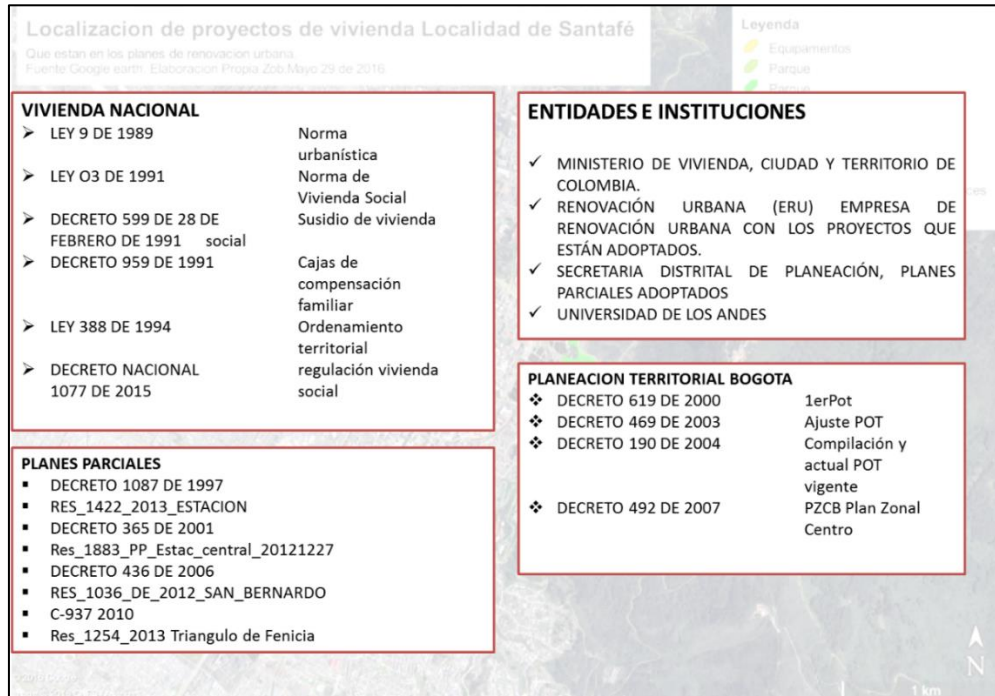 Localizacion de proyectos de vivienda Localidad de Santafé
Que estan en los planes de renovacion urbana.
Fuente Google earth. Elaboracion Propia Zob.Mayo 29 de 2016
Leyenda
Equipamentos
Parque
Parque
VIVIENDA NACIONAL
➢ LEY 9 DE 1989 Norma
urbanística
➢ LEY O3 DE 1991 Norma de
Vivienda Social
➢ DECRETO 599 DE 28 DE Susidio de vivienda
FEBRERO DE 1991 social
➢ DECRETO 959 DE 1991 Cajas de
compensación
familiar
➢ LEY 388 DE 1994 Ordenamiento
territorial
➢ DECRETO NACIONAL regulación vivienda
1077 DE 2015 social
PLANES PARCIALES
▪ DECRETO 1087 DE 1997
▪ RES_1422_2013_ESTACION
▪ DECRETO 365 DE 2001
▪ Res_1883_PP_Estac_central_20121227
▪ DECRETO 436 DE 2006
▪ RES_1036_DE_2012_SAN_BERNARDO
▪ C-937 2010
▪ Res_1254_2013 Triangulo de Fenicia
ENTIDADES E INSTITUCIONES
✓ MINISTERIO DE VIVIENDA, CIUDAD Y TERRITORIO DE
COLOMBIA.
✓ RENOVACIÓN URBANA (ERU) EMPRESA DE
RENOVACIÓN URBANA CON LOS PROYECTOS QUE
ESTÁN ADOPTADOS.
✓ SECRETARIA DISTRITAL DE PLANEACIÓN, PLANES
PARCIALES ADOPTADOS
✓ UNIVERSIDAD DE LOS ANDES
PLANEACION TERRITORIAL BOGOTA
❖ DECRETO 619 DE 2000 1erPot
❖ DECRETO 469 DE 2003 Ajuste POT
❖ DECRETO 190 DE 2004 Compilación y
actual POT
vigente
❖ DECRETO 492 DE 2007 PZCB Plan Zonal
Centro
N
1 km